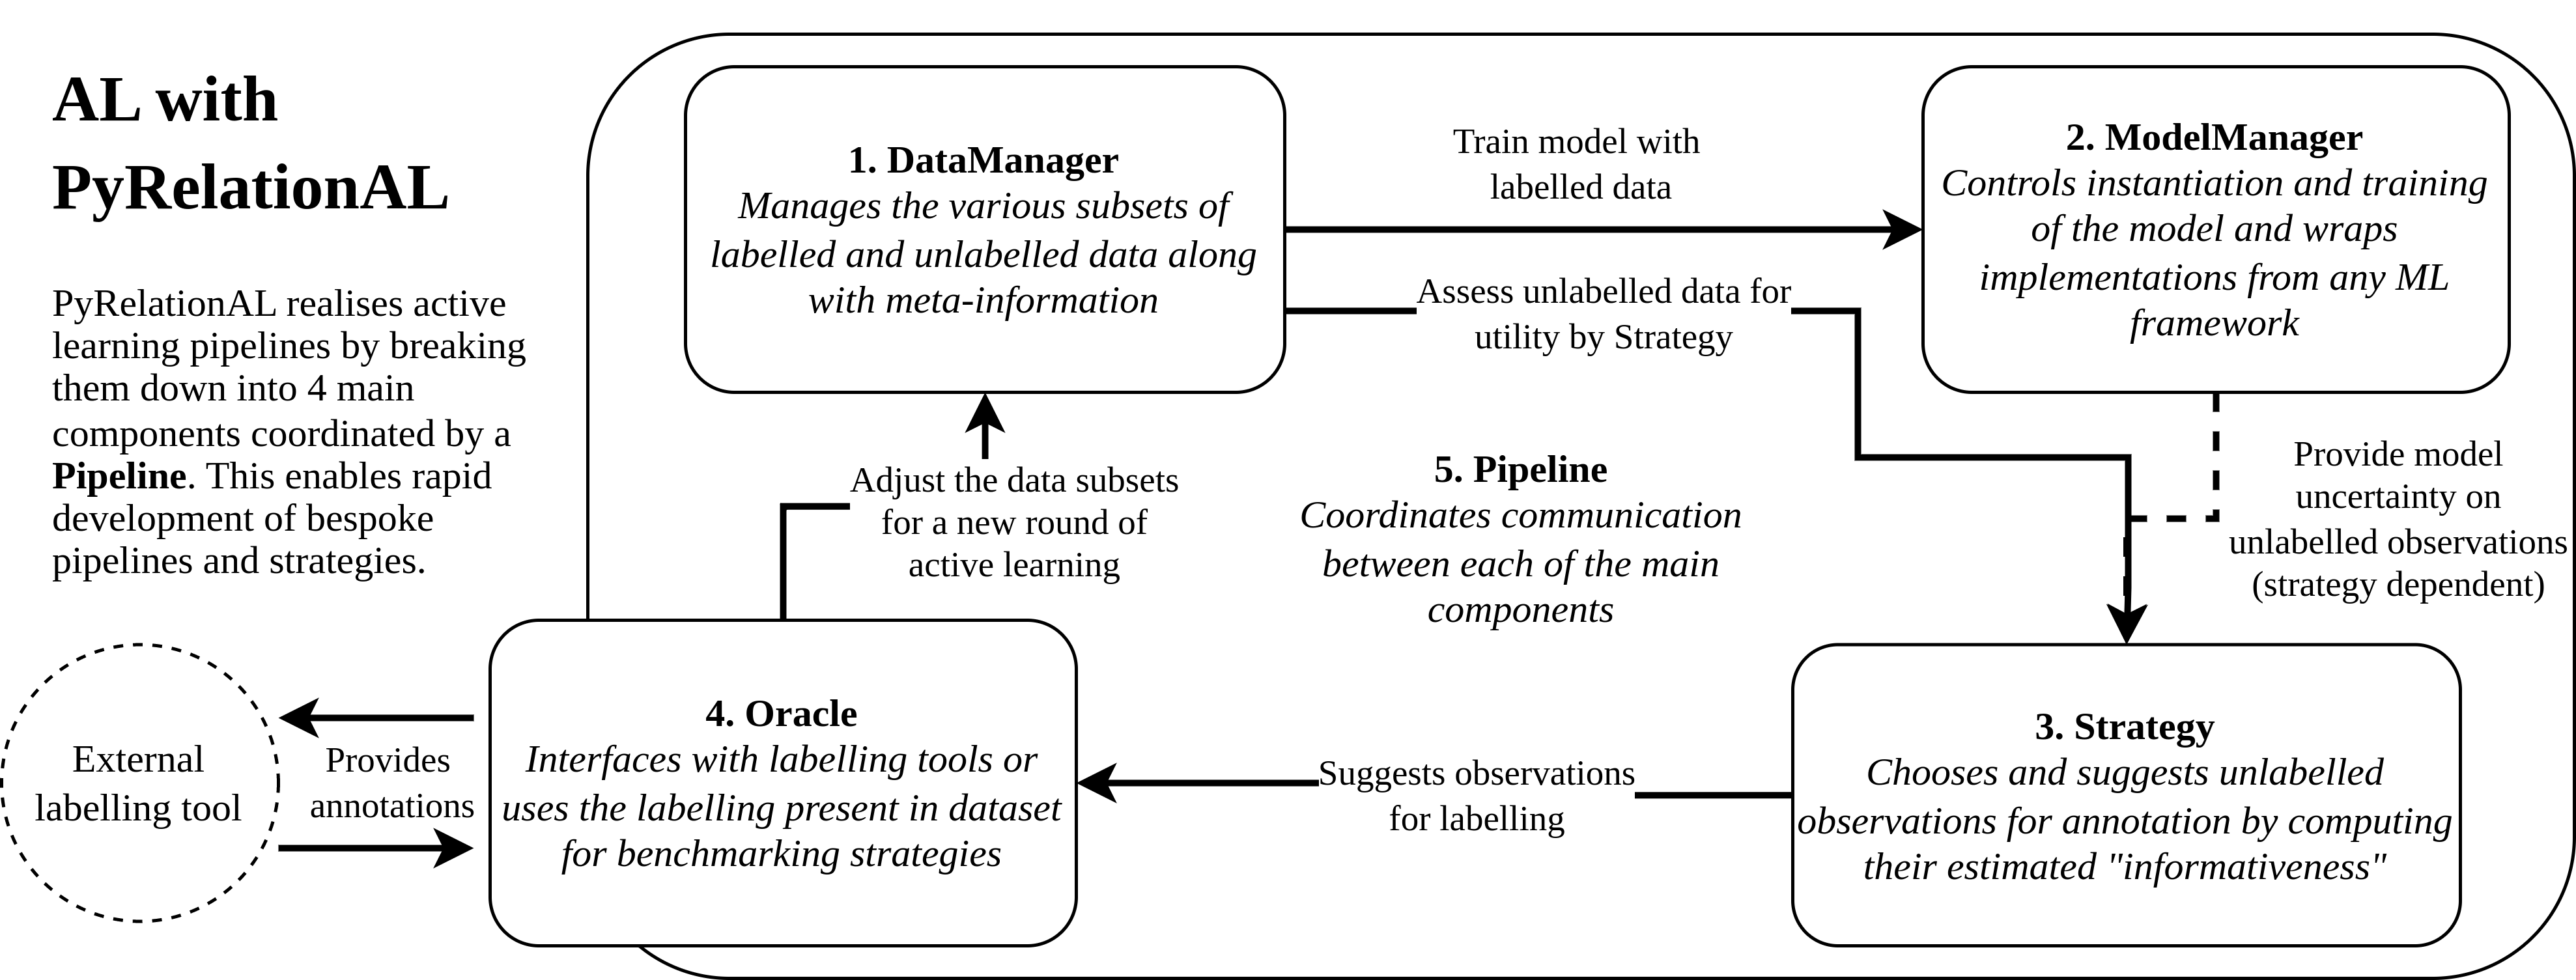 AL with
PyRelationAL
PyRelationAL realises active
learning pipelines by breaking
them down into 4 main
components coordinated by a
Pipeline. This enables rapid
development of bespoke
pipelines and strategies.
1. DataManager
Manages the various subsets of
labelled and unlabelled data along
with meta-information
Train model with
labelled data
2. ModelManager
Controls instantiation and training
of the model and wraps
implementations from any ML
framework
Assess unlabelled data for
utility by Strategy
Adjust the data subsets
for a new round of
active learning
5. Pipeline
Coordinates communication
between each of the main
components
Provide model
uncertainty on
unlabelled observations
(strategy dependent)
External
labelling tool
Provides
annotations
4. Oracle
Interfaces with labelling tools or
uses the labelling present in dataset
for benchmarking strategies
Suggests observations
for labelling
3. Strategy
Chooses and suggests unlabelled
observations for annotation by computing
their estimated "informativeness"